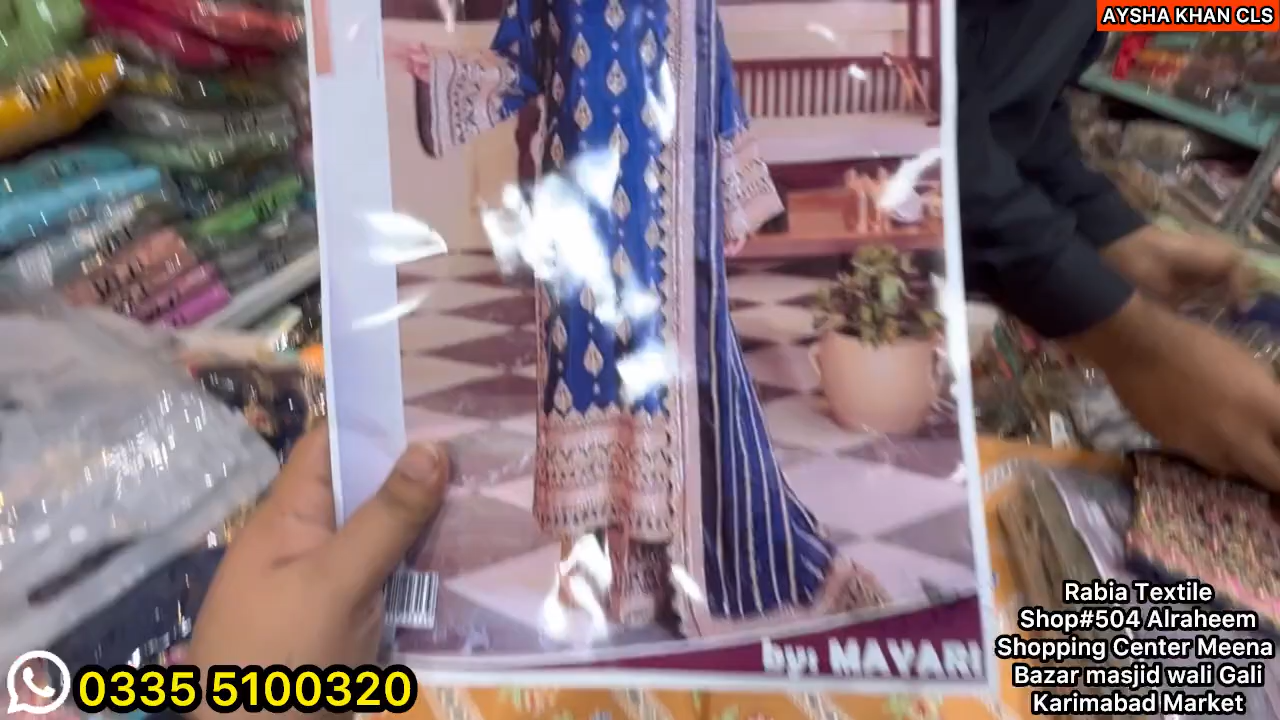 AYSHA KHAN CLS
by: MAVARI
Rabia Textile
Shop#504 Alraheem
Shopping Center Meena
Bazar masjid wali Gali
Karimabad Market
0335 5100320